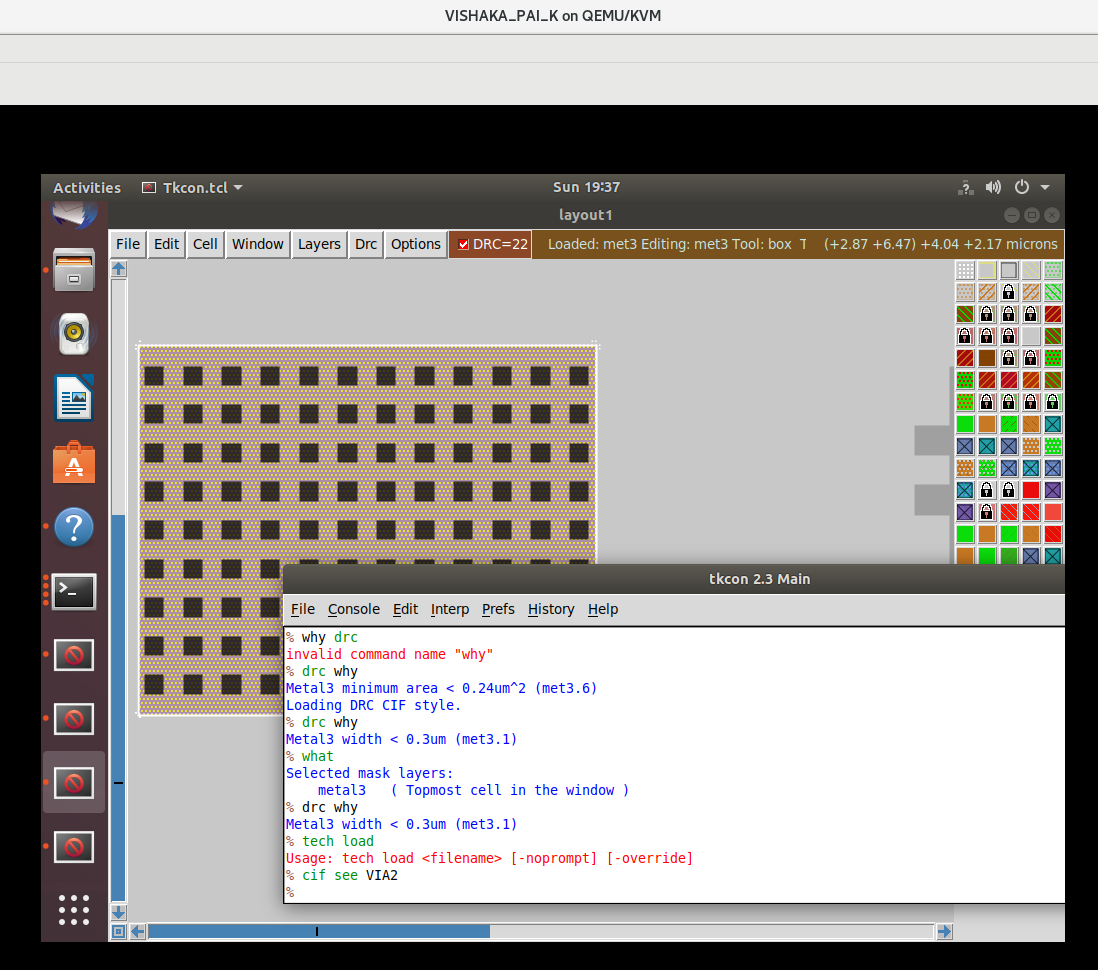 VISHAKA_PAI_K on QEMU/KVM
Activities Tkcon.tcl Sun 19:37
layout1
File Edit Cell Window Layers Drc Options DRC=22 Loaded: met3 Editing: met3 Tool: box T (+2.87 +6.47) +4.04 +2.17 microns
tkcon 2.3 Main
File Console Edit Interp Prefs History Help
% why drc
invalid command name "why"
% drc why
Metal3 minimum area < 0.24um^2 (met3.6)
Loading DRC CIF style.
% drc why
Metal3 width < 0.3um (met3.1)
% what
Selected mask layers:
metal3 ( Topmost cell in the window )
% drc why
Metal3 width < 0.3um (met3.1)
% tech load
Usage: tech load <filename> [-noprompt] [-override]
% cif see VIA2
%